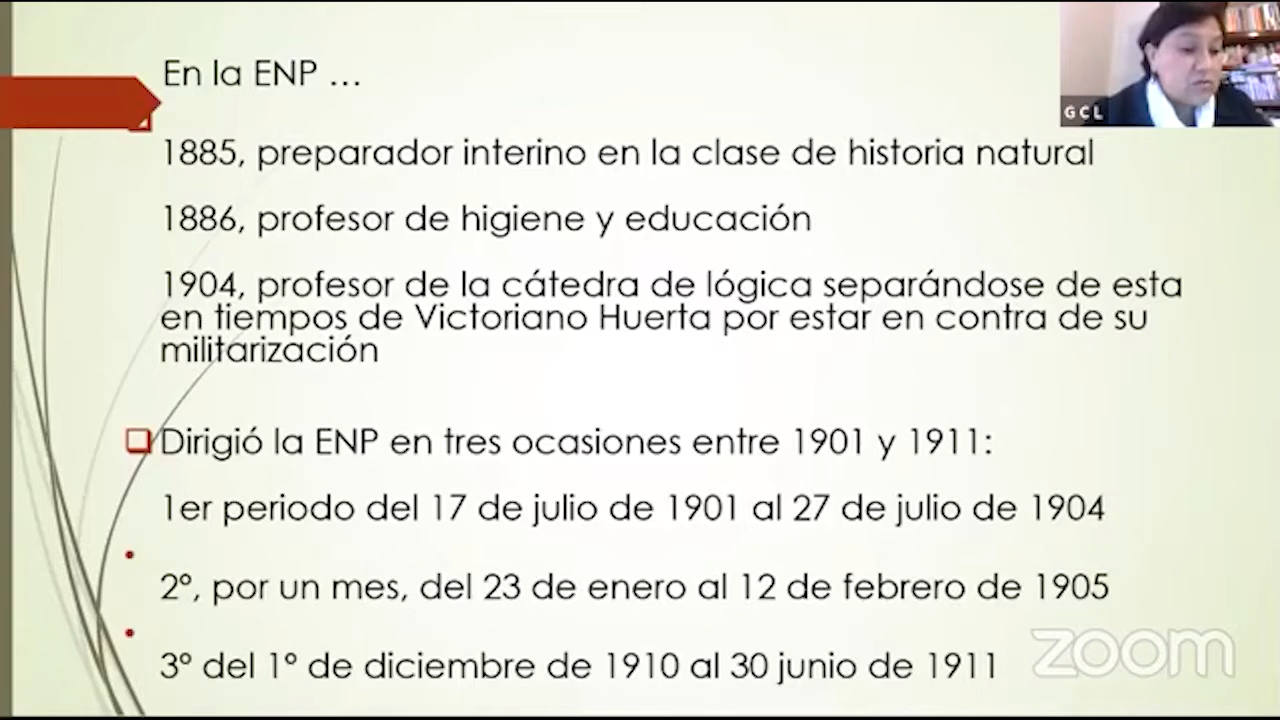 En la ENP ...
GCL
1885, preparador interino en la clase de historia natural
1886, profesor de higiene y educación
1904, profesor de la cátedra de lógica separándose de esta
en tiempos de Victoriano Huerta por estar en contra de su
militarización
Dirigió la ENP en tres ocasiones entre 1901 y 1911:
1er periodo del 17 de julio de 1901 al 27 de julio de 1904
2º, por un mes, del 23 de enero al 12 de febrero de 1905
3º del 1º de diciembre de 1910 al 30 junio de 1911
zoom